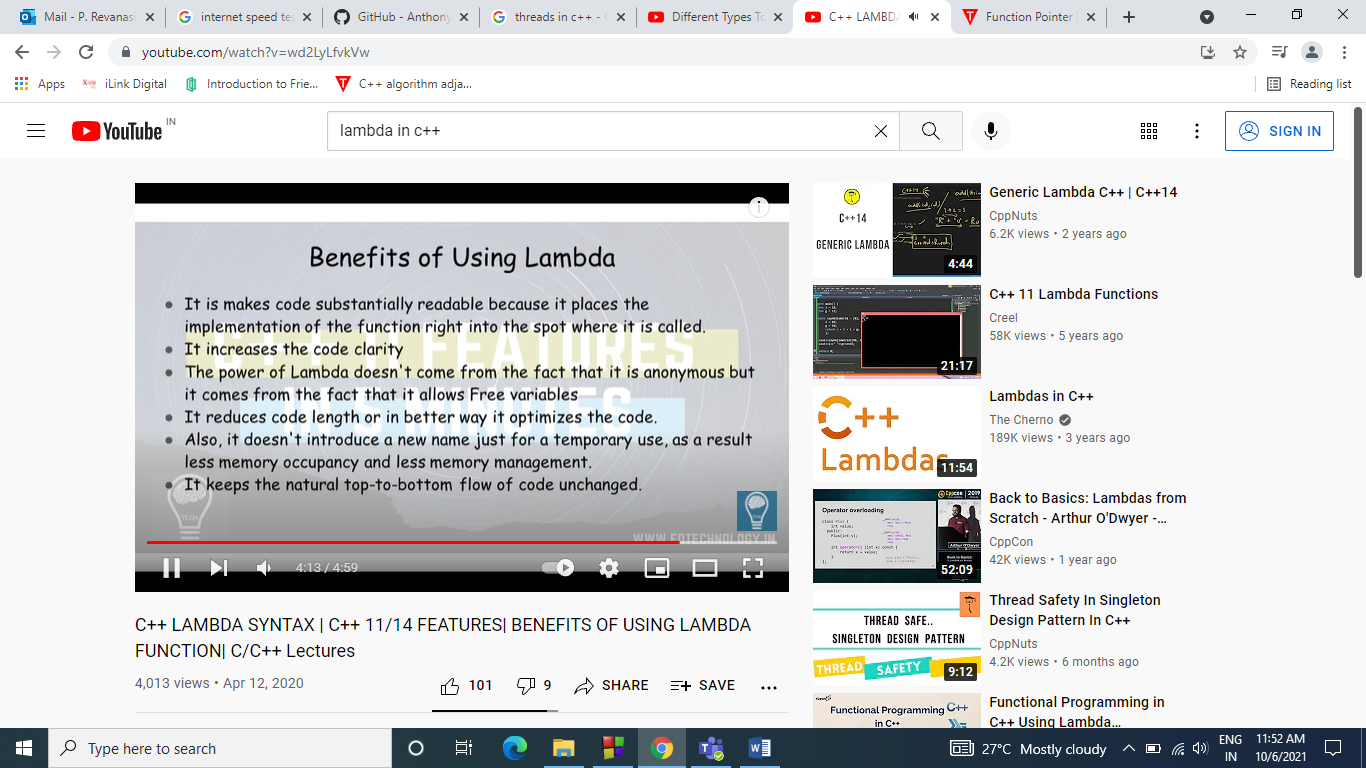 Mail - P. Revanasi
internet speed te
GitHub - Anthony
threads in c++ -
Different Types To
C++ LAMBDA
Function Pointer
youtube.com/watch?v=wd2LyLfvkVw
Apps
iLink Digital
Introduction to Frie...
C++ algorithm adja...
Reading list
YouTube IN
lambda in c++
SIGN IN
Benefits of Using Lambda
It is makes code substantially readable because it places the
implementation of the function right into the spot where it is called.
It increases the code clarity
The power of Lambda doesn't come from the fact that it is anonymous but
it comes from the fact that it allows Free variables
It reduces code length or in better way it optimizes the code.
Also, it doesn't introduce a new name just for a temporary use, as a result
less memory occupancy and less memory management.
It keeps the natural top-to-bottom flow of code unchanged.
WWW.EQTECHNOLOGY.IN
4:13 / 4:59
C++ LAMBDA SYNTAX | C++ 11/14 FEATURES| BENEFITS OF USING LAMBDA
FUNCTION| C/C++ Lectures
4,013 views • Apr 12, 2020
101
9
SHARE
SAVE
C++14
GENERIC LAMBDA
4:44
Generic Lambda C++ | C++14
CppNuts
6.2K views • 2 years ago
21:17
C++ 11 Lambda Functions
Creel
58K views • 5 years ago
C++
Lambdas
11:54
Lambdas in C++
The Cherno
189K views • 3 years ago
Operator overloading
52:09
Back to Basics: Lambdas from
Scratch - Arthur O'Dwyer -...
CppCon
42K views • 1 year ago
THREAD SAFE..
SINGLETON DESIGN PATTERN
THREAD SAFETY IN
9:12
Thread Safety In Singleton
Design Pattern In C++
CppNuts
4.2K views • 6 months ago
Functional Programming
in C++
C++
Functional Programming in
C++ Using Lambda...
Type here to search
27°C Mostly cloudy
ENG
IN
11:52 AM
10/6/2021